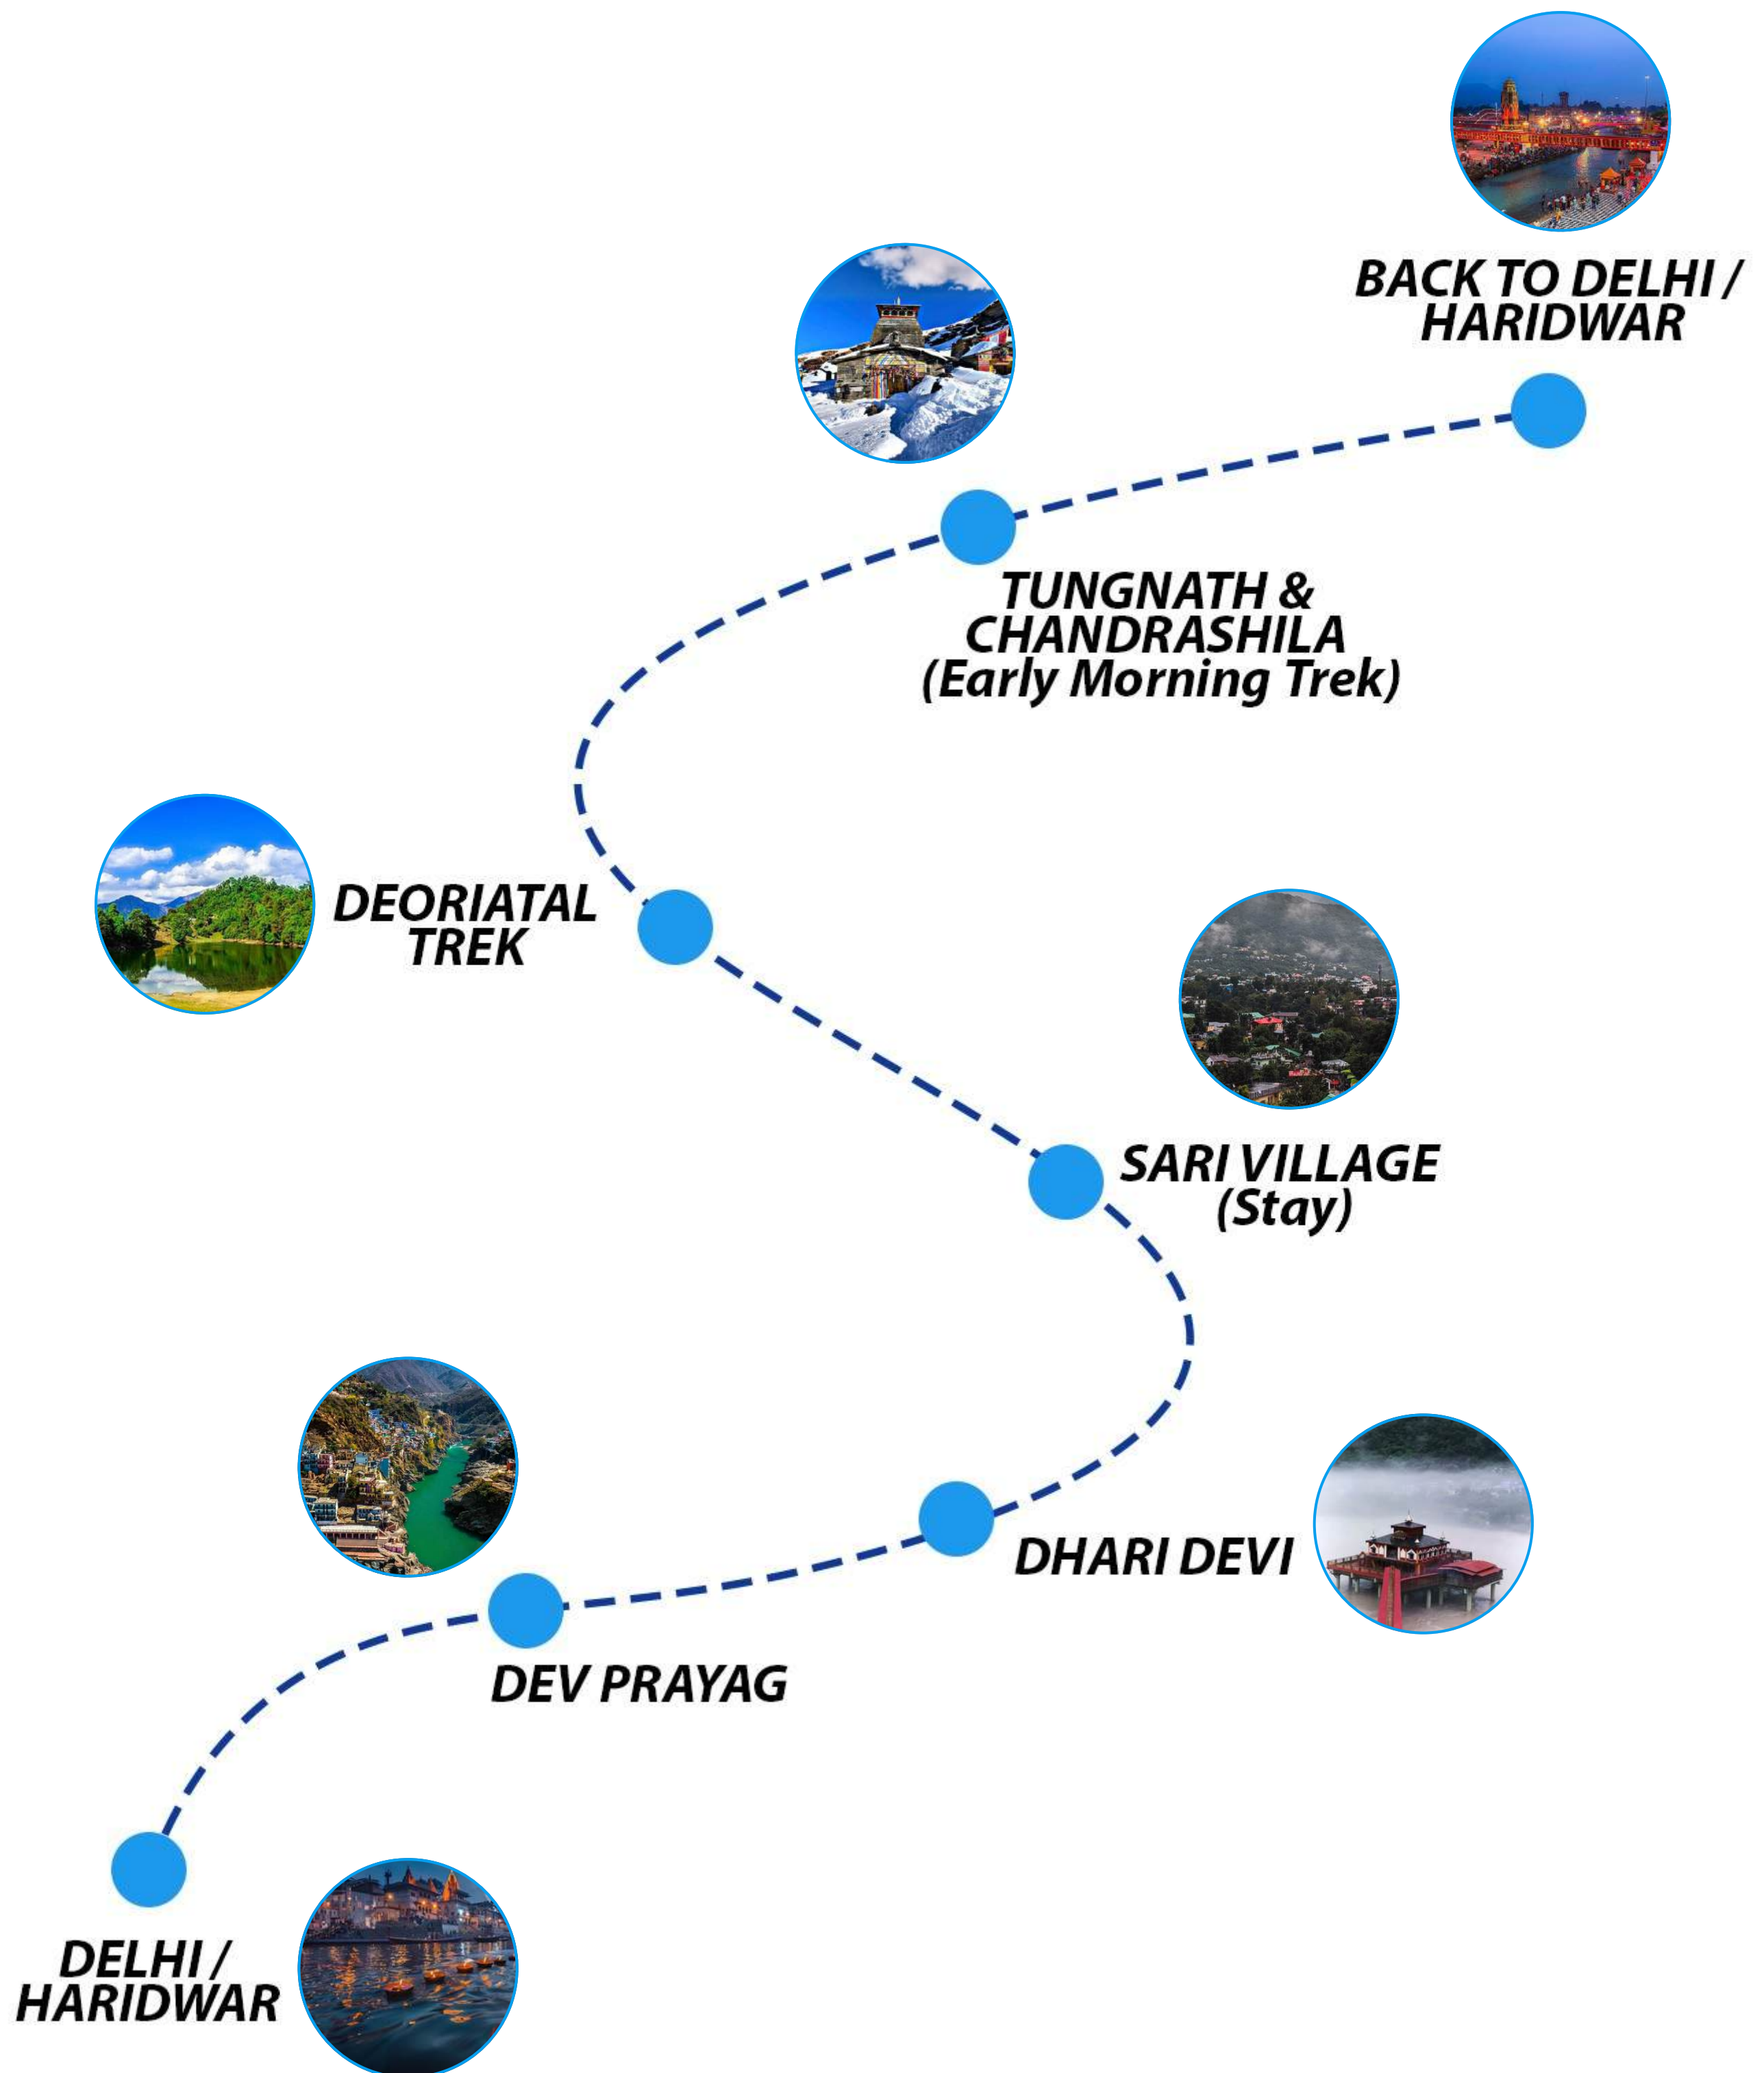 BACK TO DELHI /
HARIDWAR
TUNGNATH &
CHANDRASHILA
(Early Morning Trek)
DEORIATAL
TREK
SARI VILLAGE
(Stay)
DHARI DEVI
DEV PRAYAG
DELHI /
HARIDWAR